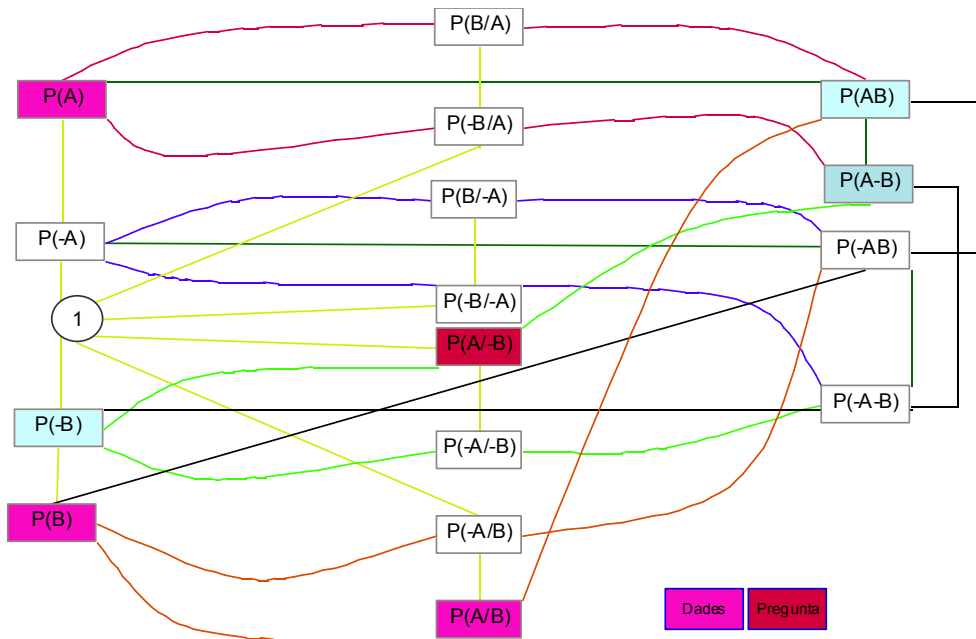 P(B/A)
P(A)
P(AB)
P(-B/A)
P(A-B)
P(B/-A)
P(-A)
P(-AB)
P(-B/-A)
1
P(A/-B)
P(-A-B)
P(-B)
P(-A/-B)
P(B)
P(-A/B)
P(A/B)
Dades
Pregunta